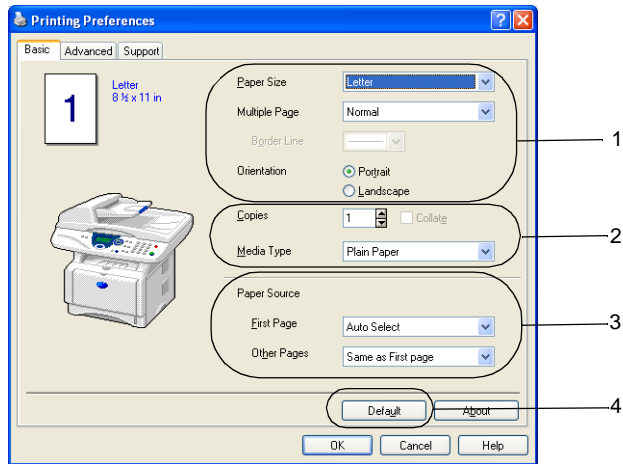 Printing Preferences
Basic Advanced Support
1
Letter
8 ½ x 11 in
Paper Size Letter
Multiple Page Normal
Border Line
Orientation Portrait
Landscape
1
Copies 1 Collate
Media Type Plain Paper
2
Paper Source
First Page Auto Select
Other Pages Same as First page
3
Default About
4
OK Cancel Help